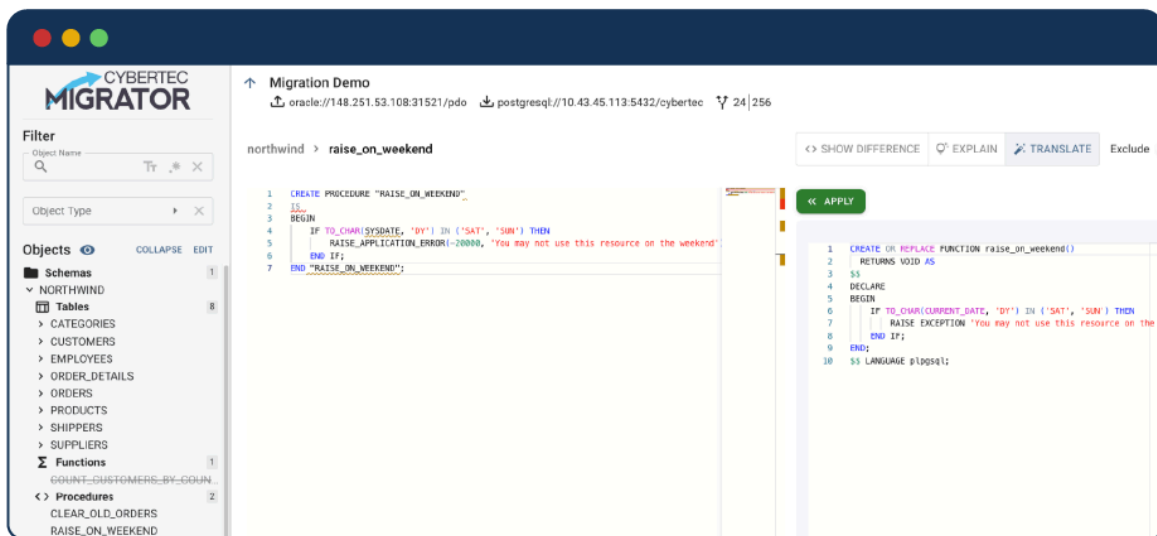 CYBERTEC
MIGRATOR
Filter
Object Name
Tт .* ×
Object Type
Objects COLLAPSE EDIT
Schemas 1
NORTHWIND
Tables 8
CATEGORIES
CUSTOMERS
EMPLOYEES
ORDER_DETAILS
ORDERS
PRODUCTS
SHIPPERS
SUPPLIERS
Σ Functions 1
COUNT_CUSTOMERS_BY_COUN...
<> Procedures 2
CLEAR_OLD_ORDERS
RAISE_ON_WEEKEND
Migration Demo
oracle://148.251.53.108:31521/pdo postgresql://10.43.45.113:5432/cybertec 24|256
northwind > raise_on_weekend
<> SHOW DIFFERENCE EXPLAIN TRANSLATE Exclude
1 CREATE PROCEDURE "RAISE_ON_WEEKEND"
2 IS
3 BEGIN
4 IF TO_CHAR(SYSDATE, 'DY') IN ('SAT', 'SUN') THEN
5 RAISE_APPLICATION_ERROR(-20000, 'You may not use this resource on the weekend'
6 END IF;
7 END "RAISE_ON_WEEKEND";
« APPLY
1 CREATE OR REPLACE FUNCTION raise_on_weekend()
2 RETURNS VOID AS
3 $$
4 DECLARE
5 BEGIN
6 IF TO_CHAR(CURRENT_DATE, 'DY') IN ('SAT', 'SUN') THEN
7 RAISE EXCEPTION 'You may not use this resource on the
8 END IF;
9 END;
10 $$ LANGUAGE plpgsql;